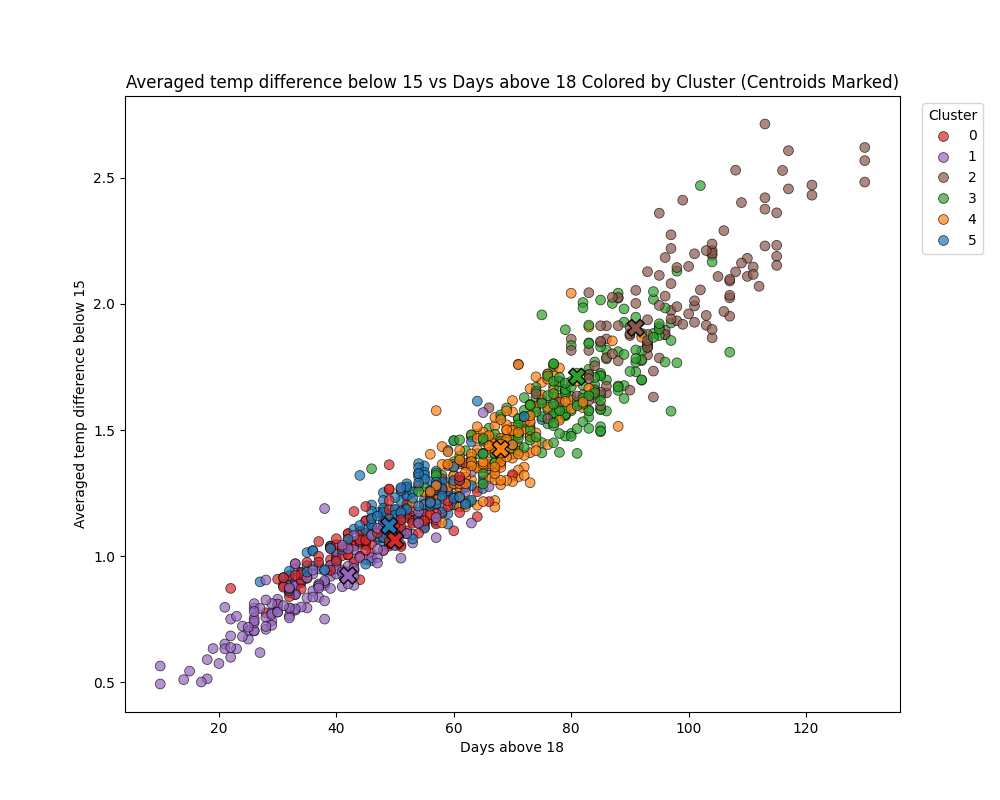 Averaged temp difference below 15 vs Days above 18 Colored by Cluster (Centroids Marked)
Cluster
0
1
2
3
4
5
Averaged temp difference below 15
2.5
2.0
1.5
1.0
0.5
20 40 60 80 100 120
Days above 18